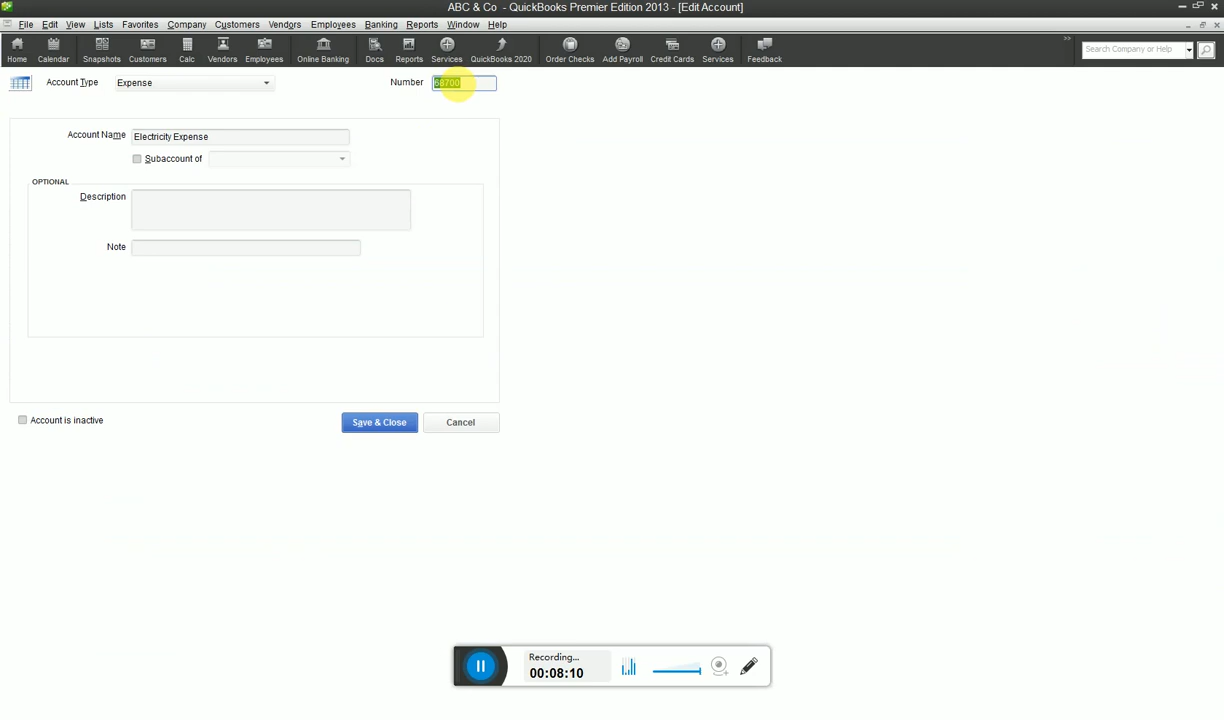 ABC & Co - QuickBooks Premier Edition 2013 - [Edit Account]
File Edit View Lists Favorites Company Customers Vendors Employees Banking Reports Window Help
Home Calendar Snapshots Customers Calc Vendors Employees Online Banking Docs Reports Services QuickBooks 2020 Order Checks Add Payroll Credit Cards Services Feedback
Search Company or Help
Account Type Expense Number 68700
Account Name Electricity Expense
Subaccount of
OPTIONAL
Description
Note
Account is inactive Save & Close Cancel
Recording...
00:08:10